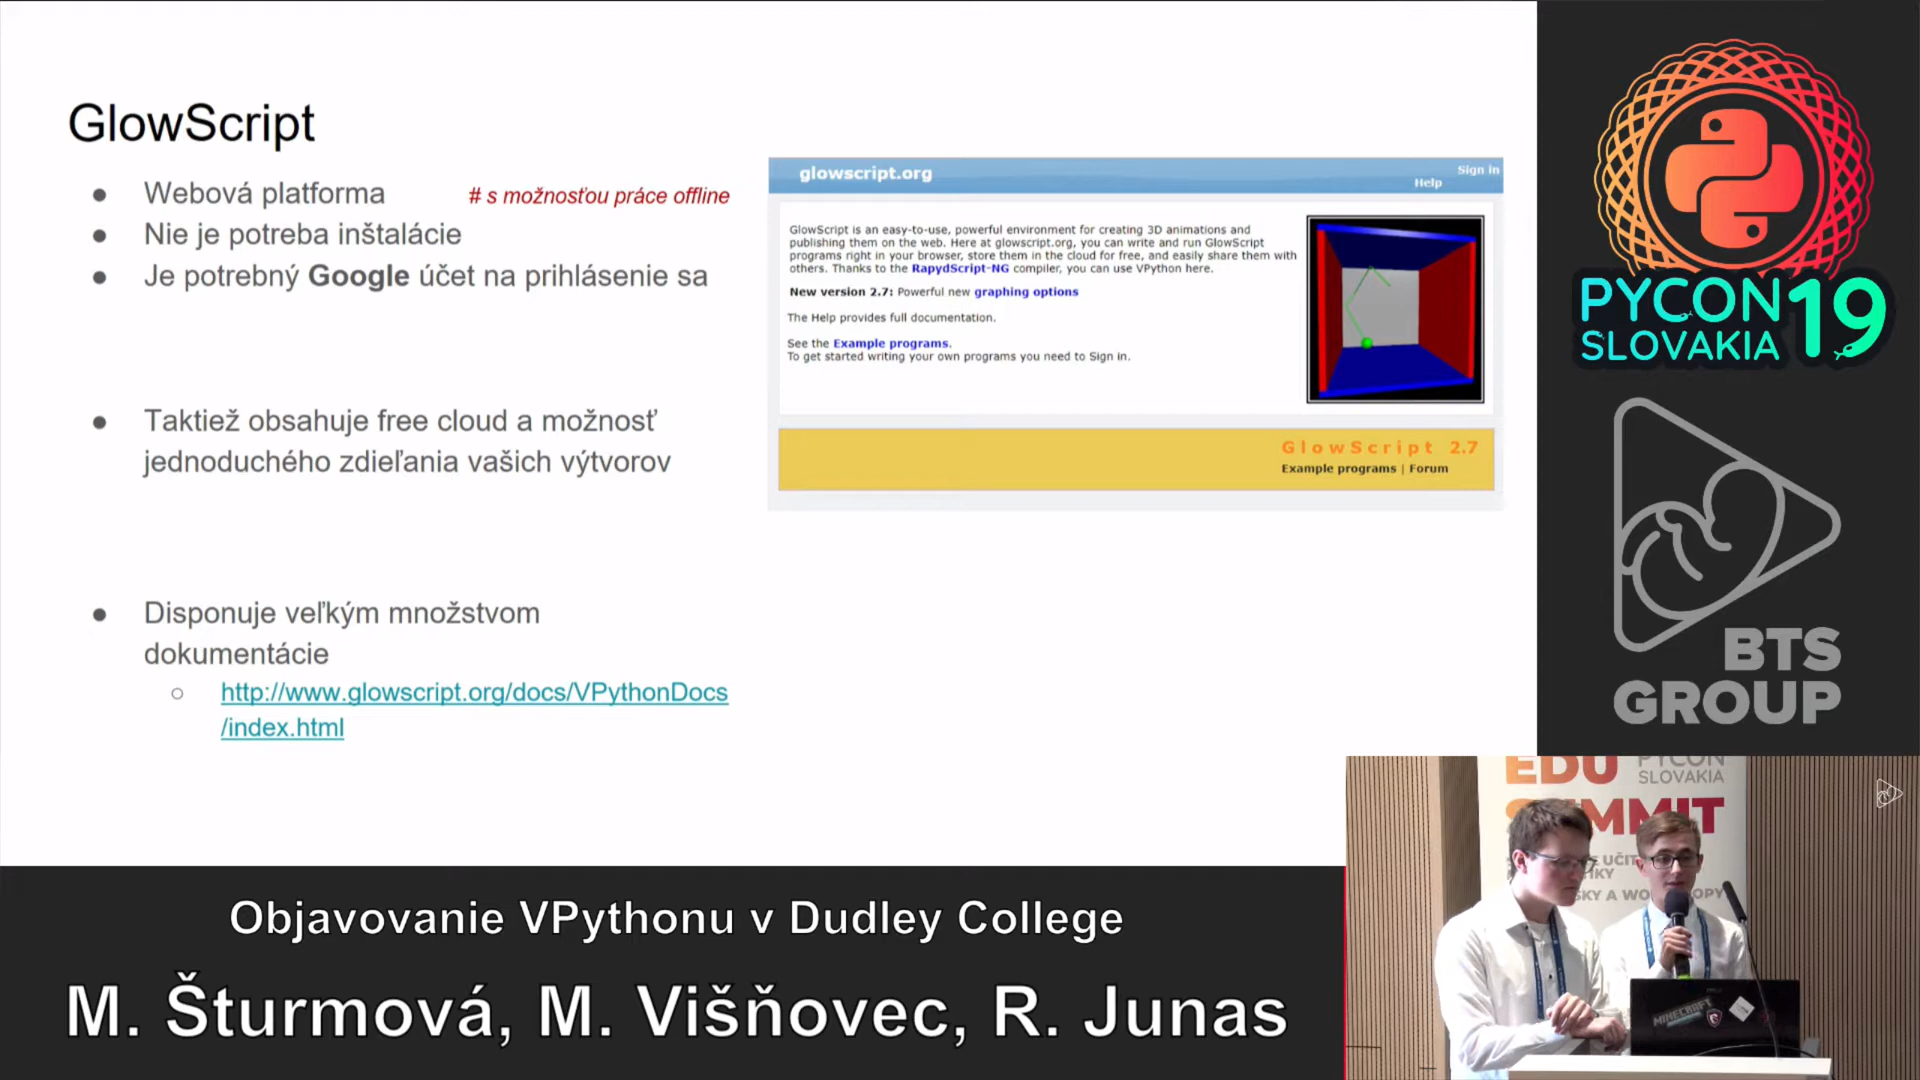 GlowScript
● Webová platforma # s možnosťou práce offline
● Nie je potreba inštalácie
● Je potrebný Google účet na prihlásenie sa
● Taktiež obsahuje free cloud a možnosť
jednoduchého zdieľania vašich výtvorov
● Disponuje veľkým množstvom
dokumentácie
○ http://www.glowscript.org/docs/VPythonDocs
/index.html
glowscript.org
Sign in
Help
GlowScript is an easy-to-use, powerful environment for creating 3D animations and
publishing them on the web. Here at glowscript.org, you can write and run GlowScript
programs right in your browser, store them in the cloud for free, and easily share them with
others. Thanks to the RapydScript-NG compiler, you can use VPython here.
New version 2.7: Powerful new graphing options
The Help provides full documentation.
See the Example programs.
To get started writing your own programs you need to Sign in.
GlowScript 2.7
Example programs | Forum
PYCON 19
SLOVAKIA
BTS
GROUP
EDU PYCON
SLOVAKIA
MMIT
MINECRAFT
Objavovanie VPythonu v Dudley College
M. Šturmová, M. Višňovec, R. Junas